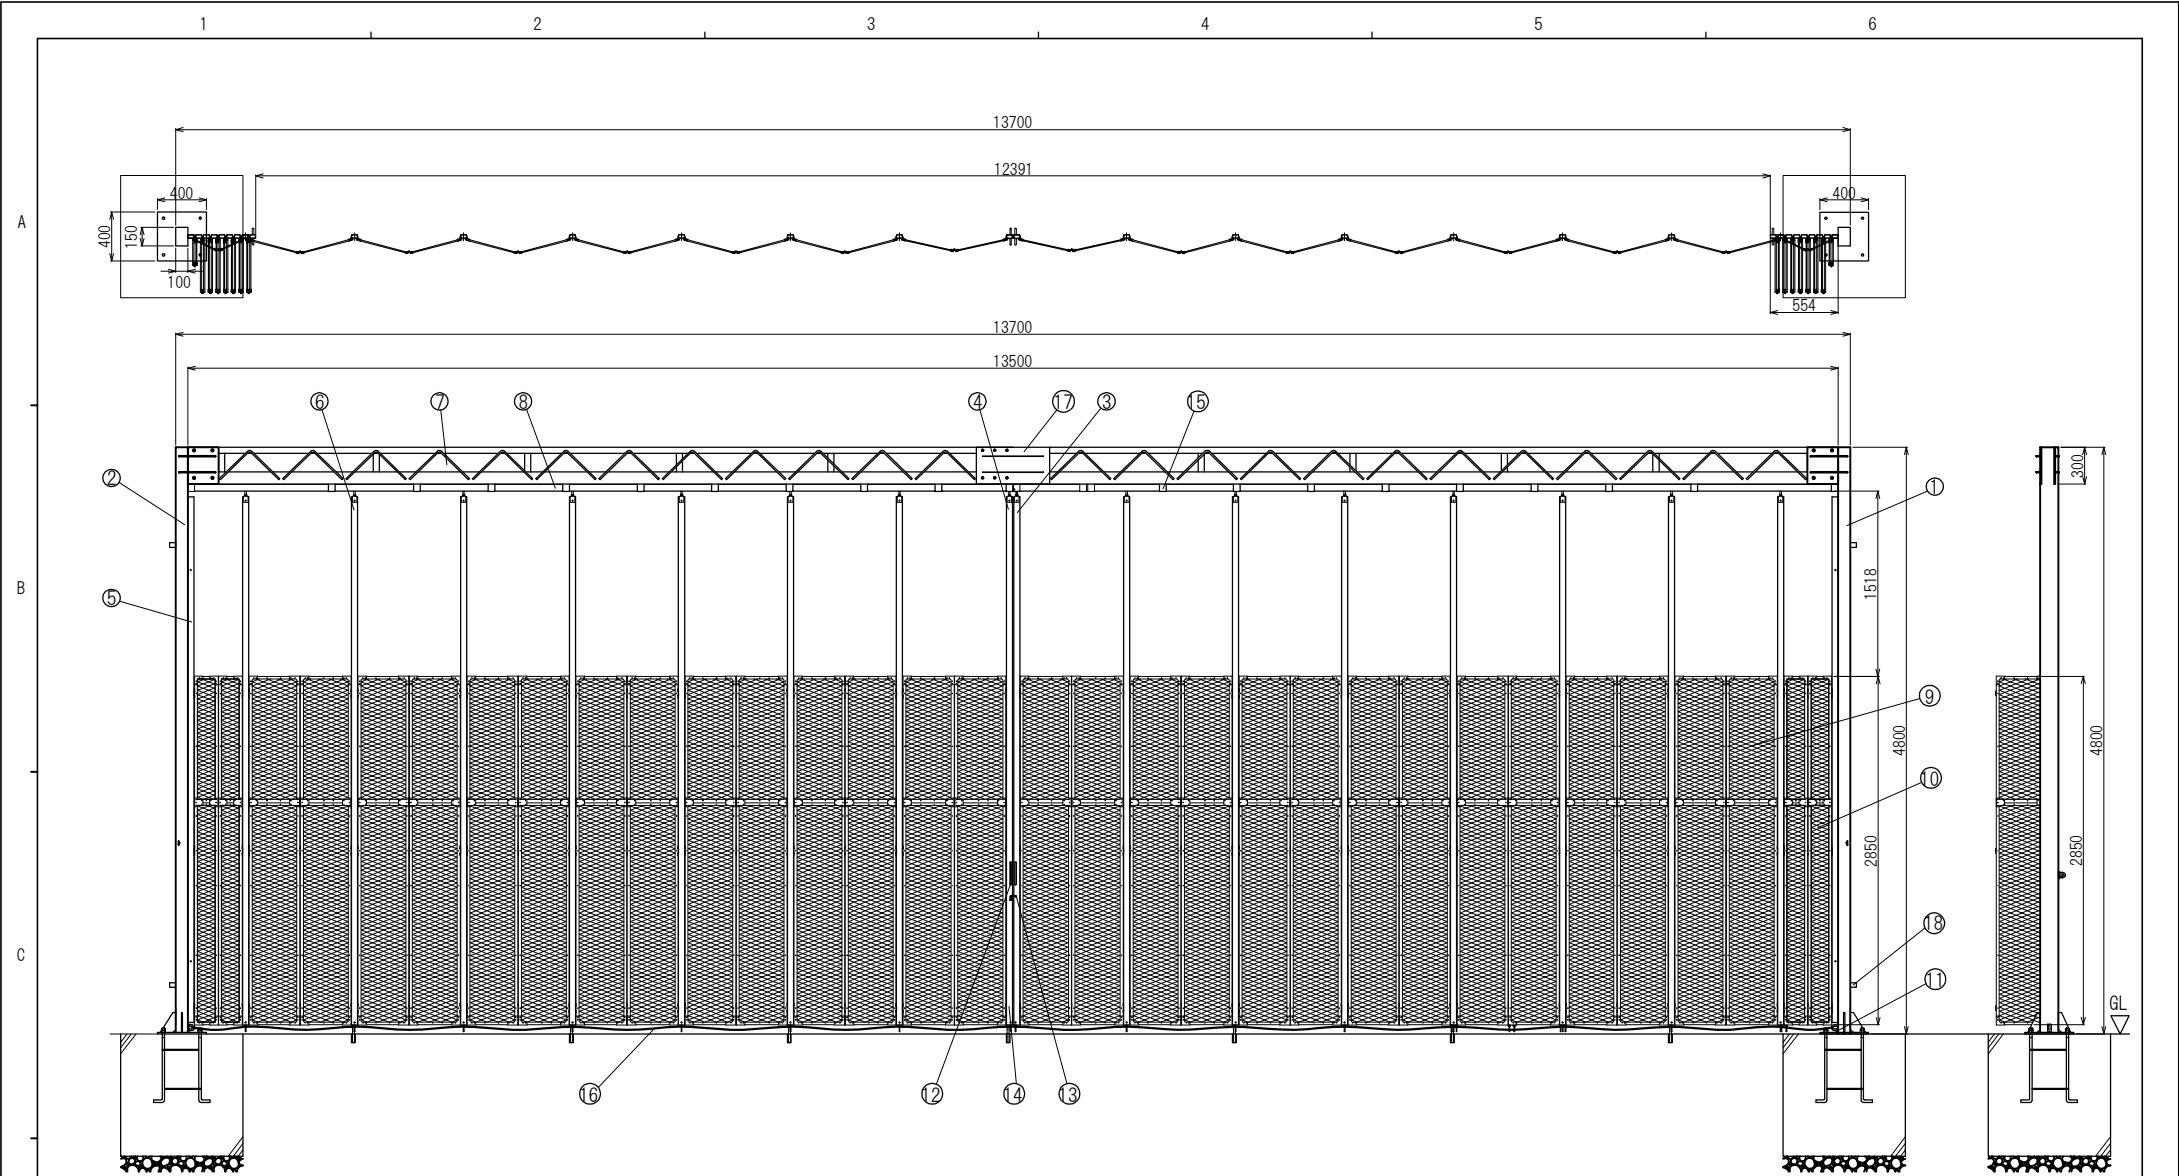 1 2 3 4 5 6
13700
12391
400 400
A
400 150
100
554
13700
13500
⑥ ⑦ ⑧ ④ ⑰ ③ ⑮
②
300
①
B
1518
⑤
⑨
4800 4800
⑩
2850 2850
C
⑱
⑪
GL
⑯ ⑫ ⑭ ⑬